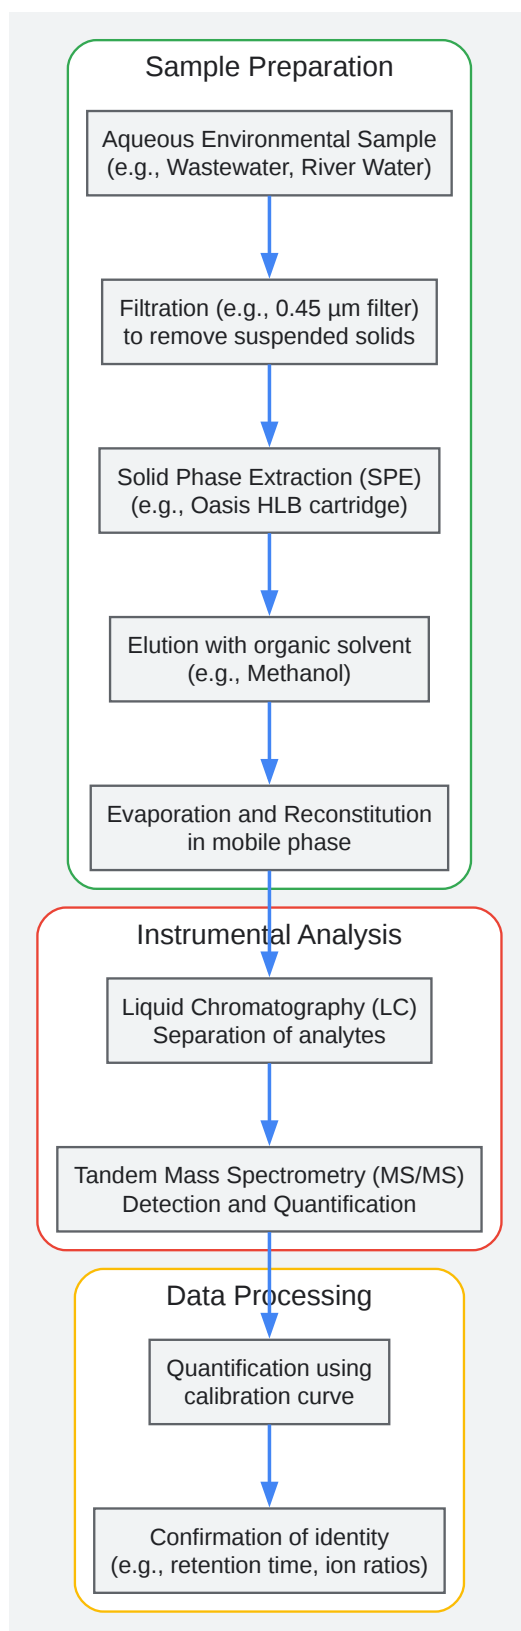 Sample Preparation
Aqueous Environmental Sample
(e.g., Wastewater, River Water)
Filtration (e.g., 0.45 µm filter)
to remove suspended solids
Solid Phase Extraction (SPE)
(e.g., Oasis HLB cartridge)
Elution with organic solvent
(e.g., Methanol)
Evaporation and Reconstitution
in mobile phase
Instrumental Analysis
Liquid Chromatography (LC)
Separation of analytes
Tandem Mass Spectrometry (MS/MS)
Detection and Quantification
Data Processing
Quantification using
calibration curve
Confirmation of identity
(e.g., retention time, ion ratios)